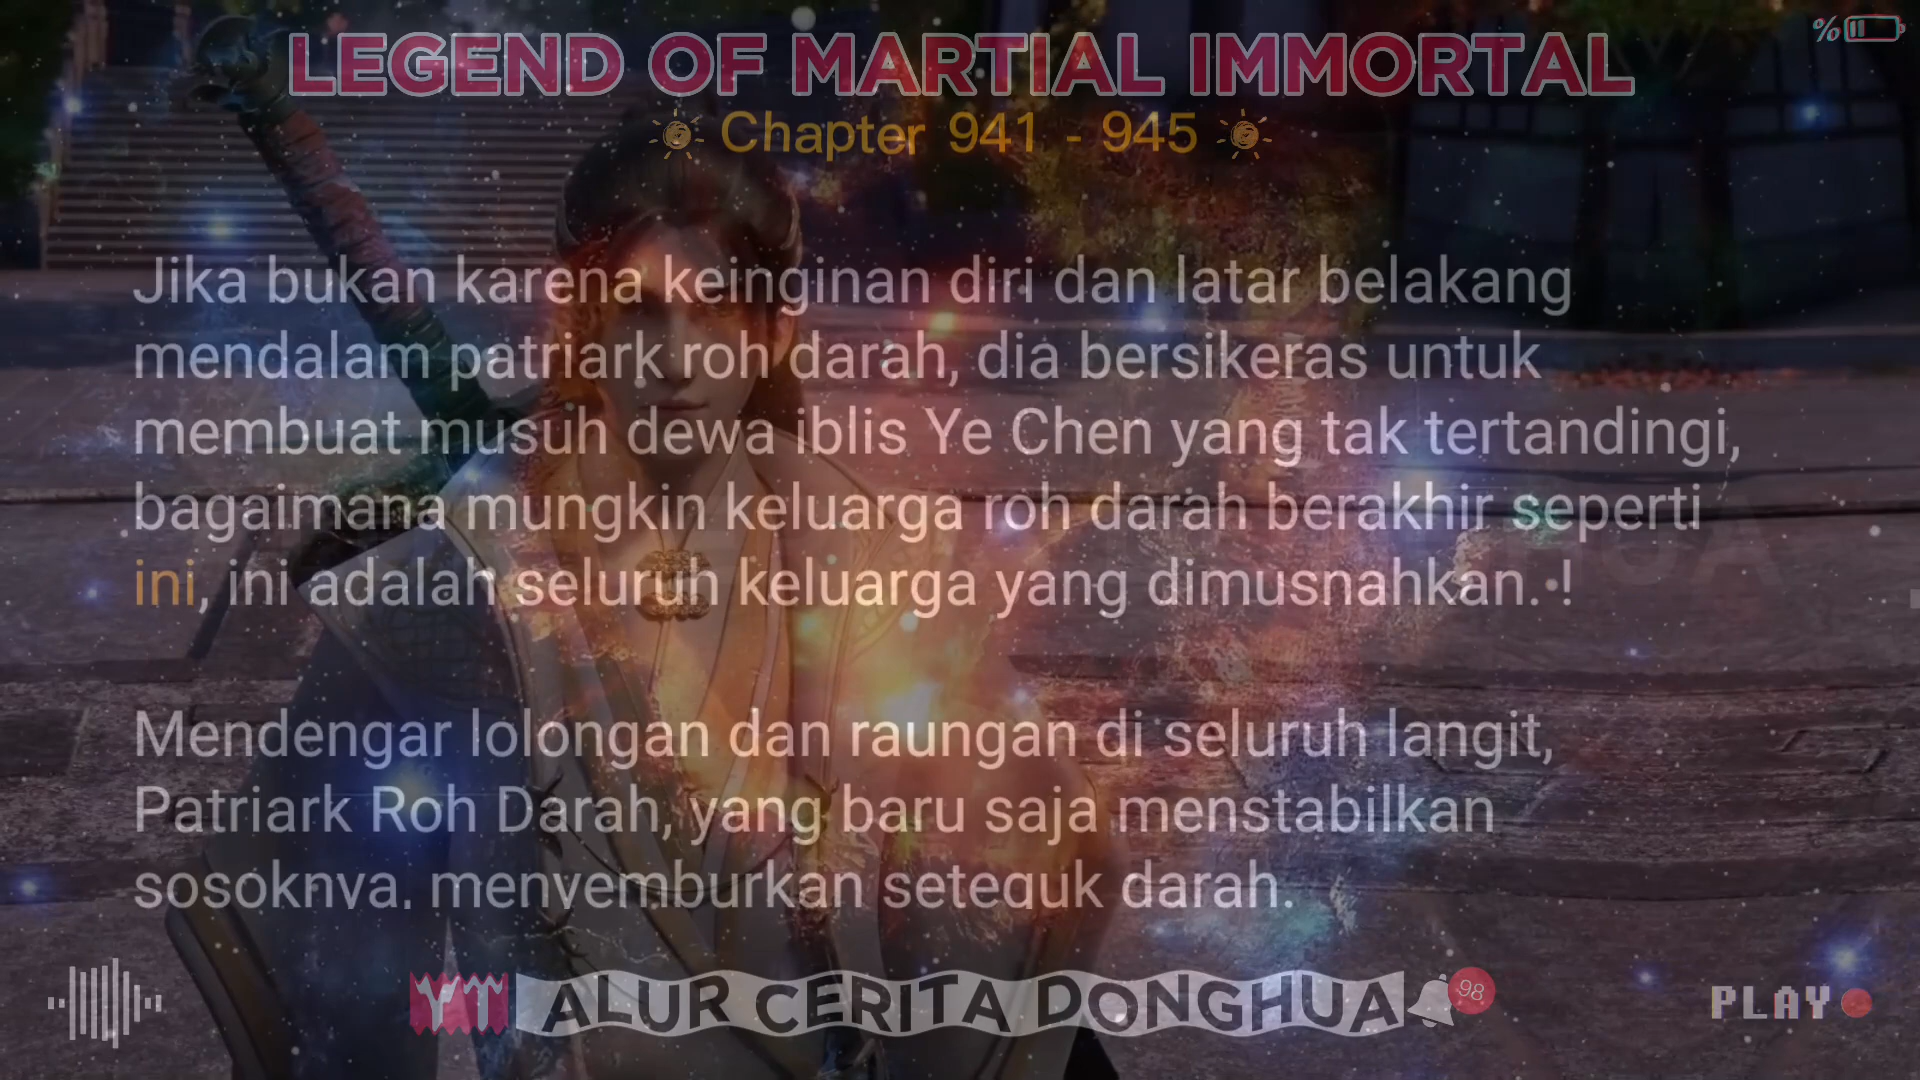 LEGEND OF MARTIAL IMMORTAL
%
Chapter 941 - 945
Jika bukan karena keinginan diri dan latar belakang
mendalam patriark roh darah, dia bersikeras untuk
membuat musuh dewa iblis Ye Chen yang tak tertandingi,
bagaimana mungkin keluarga roh darah berakhir seperti
ini, ini adalah seluruh keluarga yang dimusnahkan. !
Mendengar lolongan dan raungan di seluruh langit,
Patriark Roh Darah, yang baru saja menstabilkan
sosoknya, menyemburkan seteguk darah.
YT ALUR CERITA DONGHUA 98
PLAY